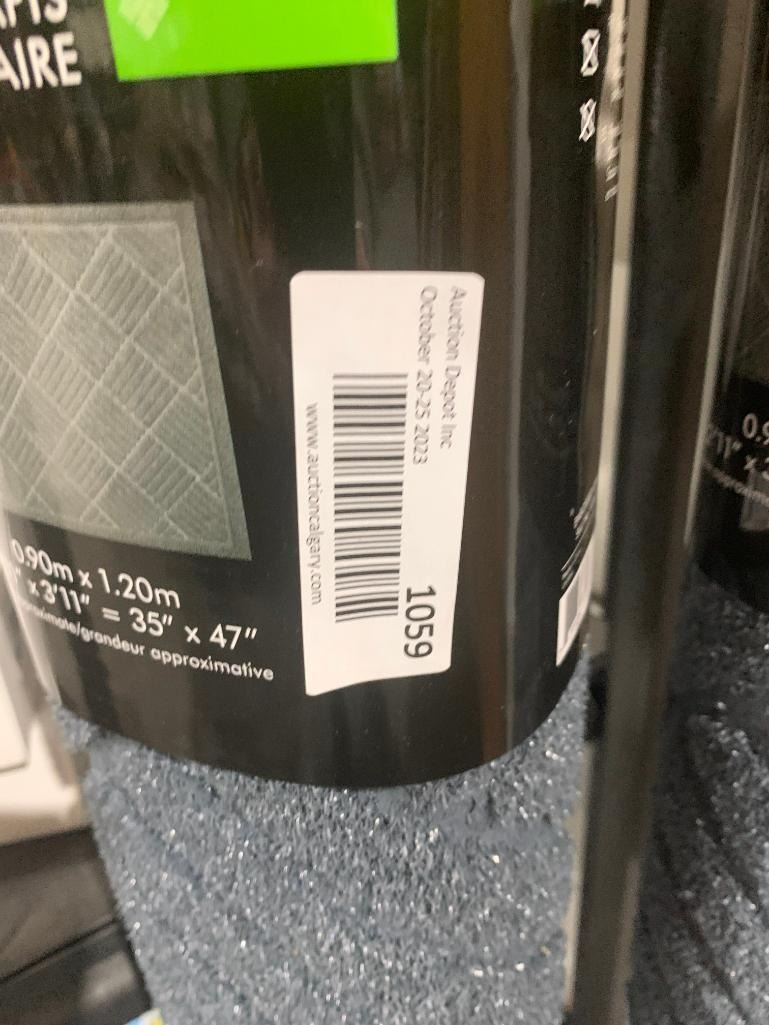 AIRE
Auction Depot Inc
October 20-25 2023
1059
www.auctioncalgary.com
0.90m x 1.20m
x 3'11" = 35" x 47"
/grandeur approximative